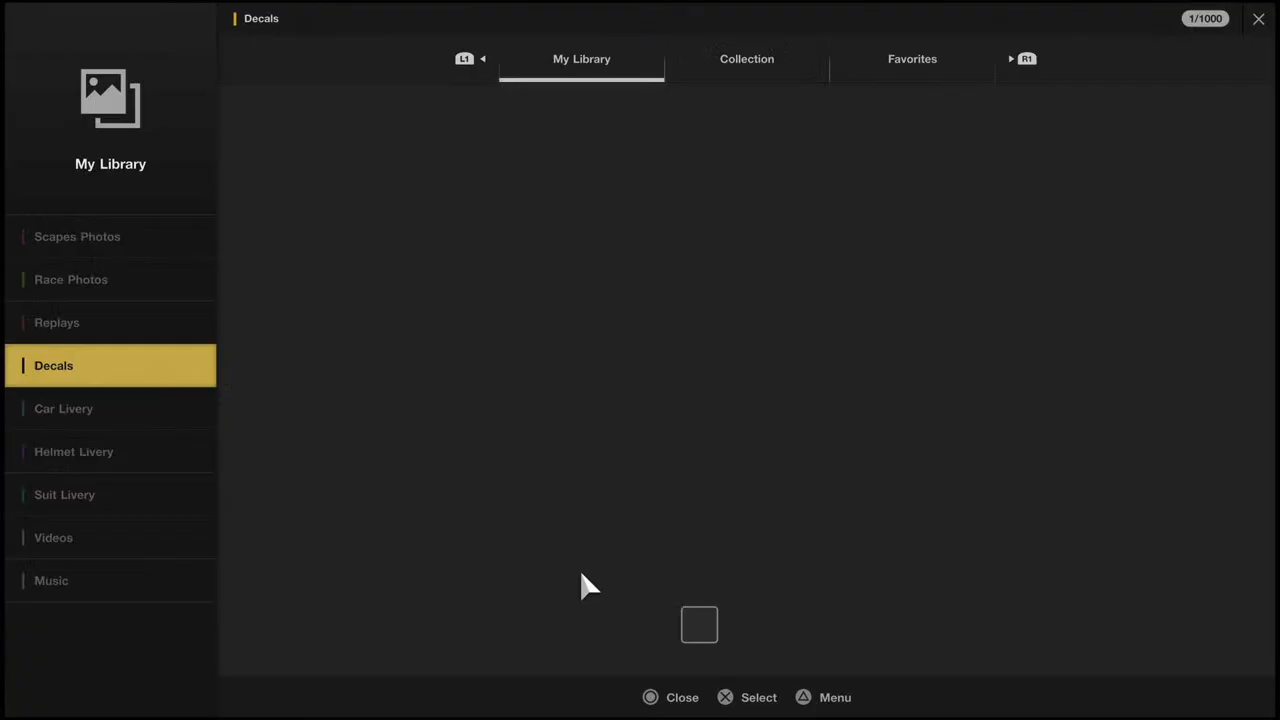 Decals
1/1000
L1
My Library
Collection
Favorites
R1
My Library
Scapes Photos
Race Photos
Replays
Decals
Car Livery
Helmet Livery
Suit Livery
Videos
Music
Close
Select
Menu